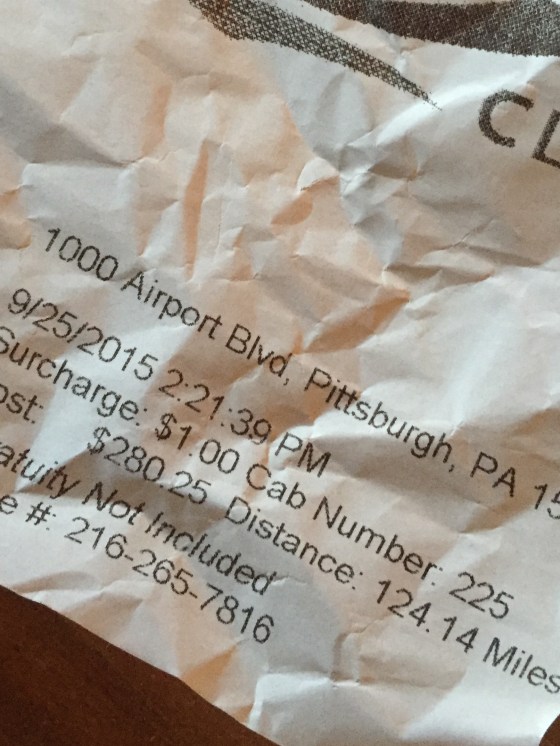 CL
1000 Airport Blvd, Pittsburgh, PA 15
9/25/2015 2:21:39 PM
Surcharge: $1.00 Cab Number: 225
ost: $280.25 Distance: 124.14 Miles
atuity Not Included
e #: 216-265-7816